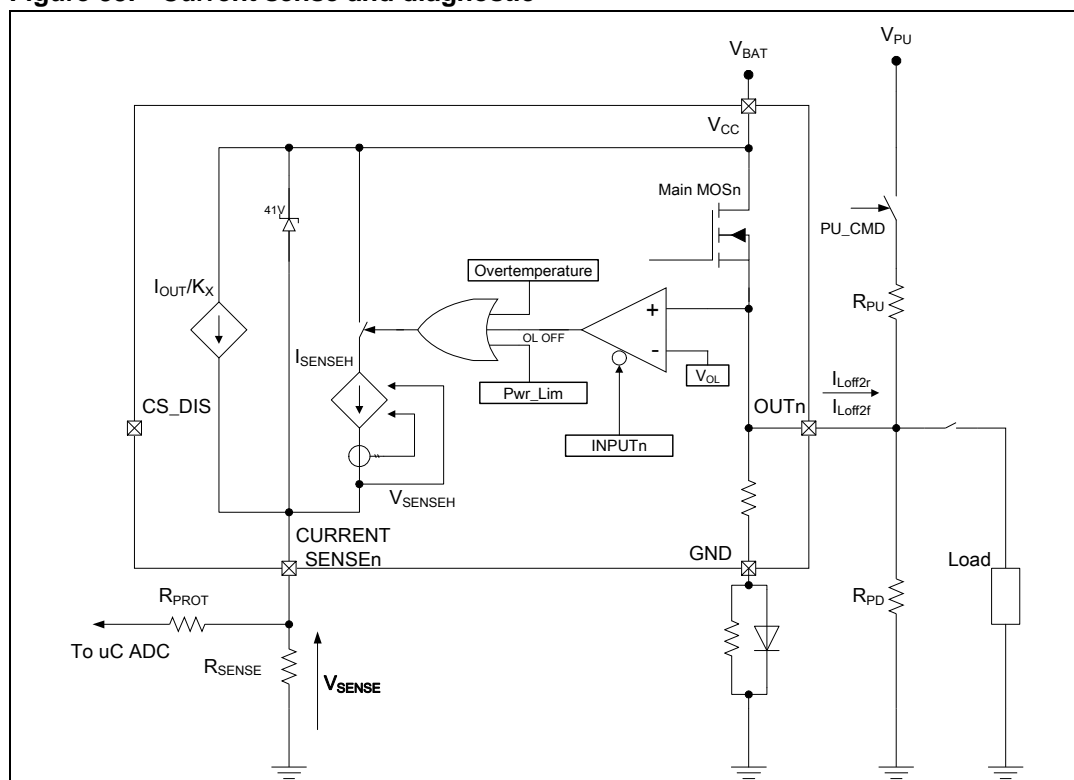 Figure 35. Current sense and diagnostic
VBAT
VPU
VCC
Main MOSn
41V
PU_CMD
Overtemperature
IOUT/KX
RPU
+
OL OFF
-
ISENSEH
VOL
Pwr_Lim
ILoff2r
ILoff2f
OUTn
CS_DIS
INPUTn
VSENSEH
CURRENT
SENSEn
GND
Load
RPROT
RPD
To uC ADC
RSENSE
VSENSE